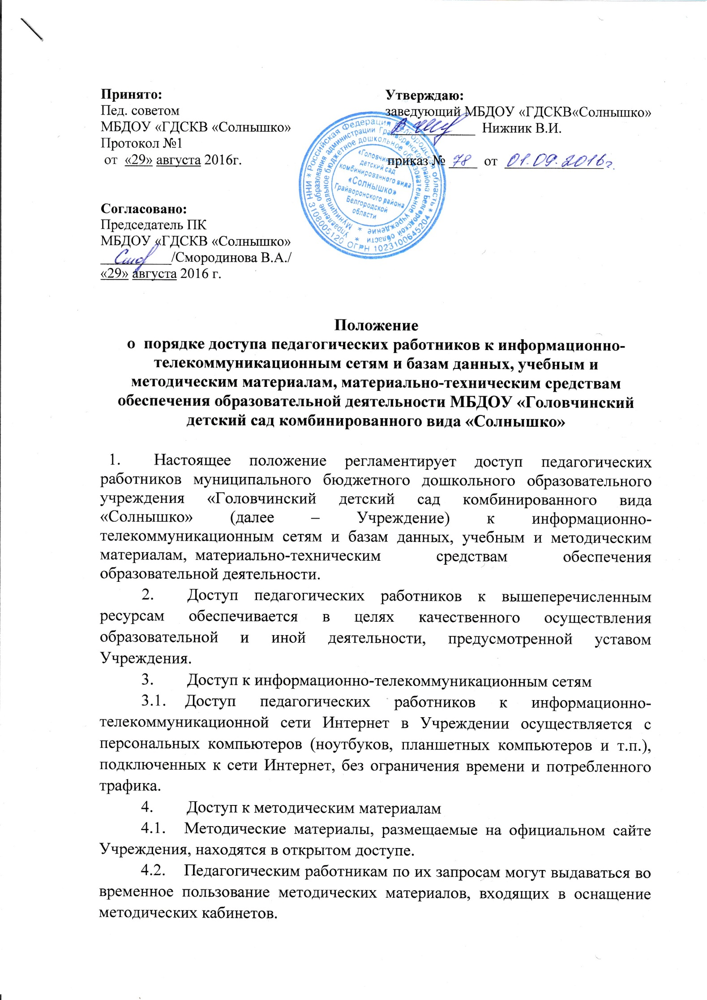 Принято:
Пед. советом
МБДОУ «ГДСКВ «Солнышко»
Протокол №1
от «29» августа 2016г.
Утверждаю:
заведующий МБДОУ «ГДСКВ«Солнышко»
Нижник В.И.
приказ № 78 от 01.09.2016г.
* Российская Федерация Белгородская область *
ИНН 3108005120 ОГРН 1023100645204
Управление образования администрации Грайворонского района Белгородской области *
Муниципальное бюджетное дошкольное образовательное учреждение *
«Головчинский
детский сад
комбинированного вида
«Солнышко»
Грайворонского района
Белгородской
области
Согласовано:
Председатель ПК
МБДОУ «ГДСКВ «Солнышко»
/Смородинова В.А./
«29» августа 2016 г.
Положение
о порядке доступа педагогических работников к информационно-
телекоммуникационным сетям и базам данных, учебным и
методическим материалам, материально-техническим средствам
обеспечения образовательной деятельности МБДОУ «Головчинский
детский сад комбинированного вида «Солнышко»
1. Настоящее положение регламентирует доступ педагогических
работников муниципального бюджетного дошкольного образовательного
учреждения «Головчинский детский сад комбинированного вида
«Солнышко» (далее – Учреждение) к информационно-
телекоммуникационным сетям и базам данных, учебным и методическим
материалам, материально-техническим средствам обеспечения
образовательной деятельности.
2. Доступ педагогических работников к вышеперечисленным
ресурсам обеспечивается в целях качественного осуществления
образовательной и иной деятельности, предусмотренной уставом
Учреждения.
3. Доступ к информационно-телекоммуникационным сетям
3.1. Доступ педагогических работников к информационно-
телекоммуникационной сети Интернет в Учреждении осуществляется с
персональных компьютеров (ноутбуков, планшетных компьютеров и т.п.),
подключенных к сети Интернет, без ограничения времени и потребленного
трафика.
4. Доступ к методическим материалам
4.1. Методические материалы, размещаемые на официальном сайте
Учреждения, находятся в открытом доступе.
4.2. Педагогическим работникам по их запросам могут выдаваться во
временное пользование методических материалов, входящих в оснащение
методических кабинетов.